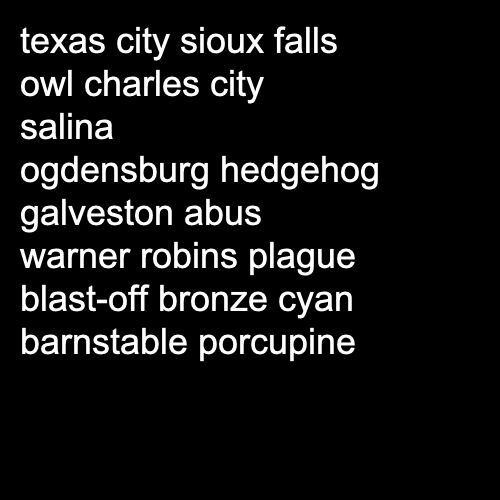 texas city sioux falls
owl charles city
salina
ogdensburg hedgehog
galveston abus
warner robins plague
blast-off bronze cyan
barnstable porcupine